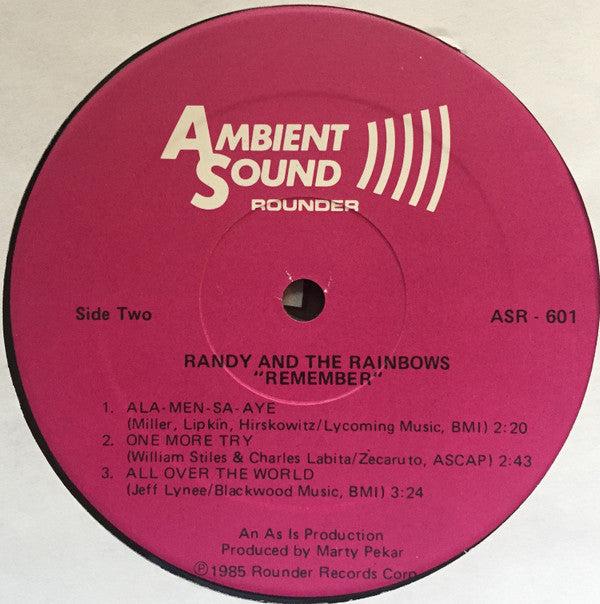 AMBIENT
SOUND
ROUNDER
Side Two
ASR - 601
RANDY AND THE RAINBOWS
"REMEMBER"
1. ALA-MEN-SA-AYE
(Miller, Lipkin, Hirskowitz/Lycoming Music, BMI) 2:20
2. ONE MORE TRY
(William Stiles & Charles Labita/Zecaruto, ASCAP) 2:43
3. ALL OVER THE WORLD
(Jeff Lynee/Blackwood Music, BMI) 3:24
An As Is Production
Produced by Marty Pekar
℗1985 Rounder Records Corp.